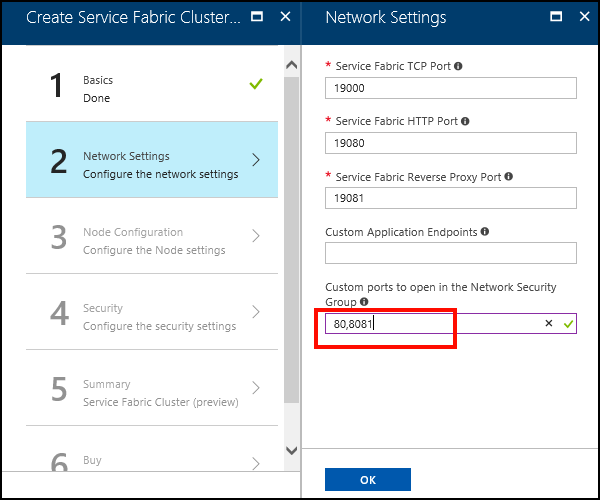 Create Service Fabric Cluster...
1
Basics
Done
2
Network Settings
Configure the network settings
3
Node Configuration
Configure the Node settings
4
Security
Configure the security settings
5
Summary
Service Fabric Cluster (preview)
6
Buy
Network Settings
* Service Fabric TCP Port
19000
* Service Fabric HTTP Port
19080
* Service Fabric Reverse Proxy Port
19081
Custom Application Endpoints
Custom ports to open in the Network Security
Group
80,8081
OK